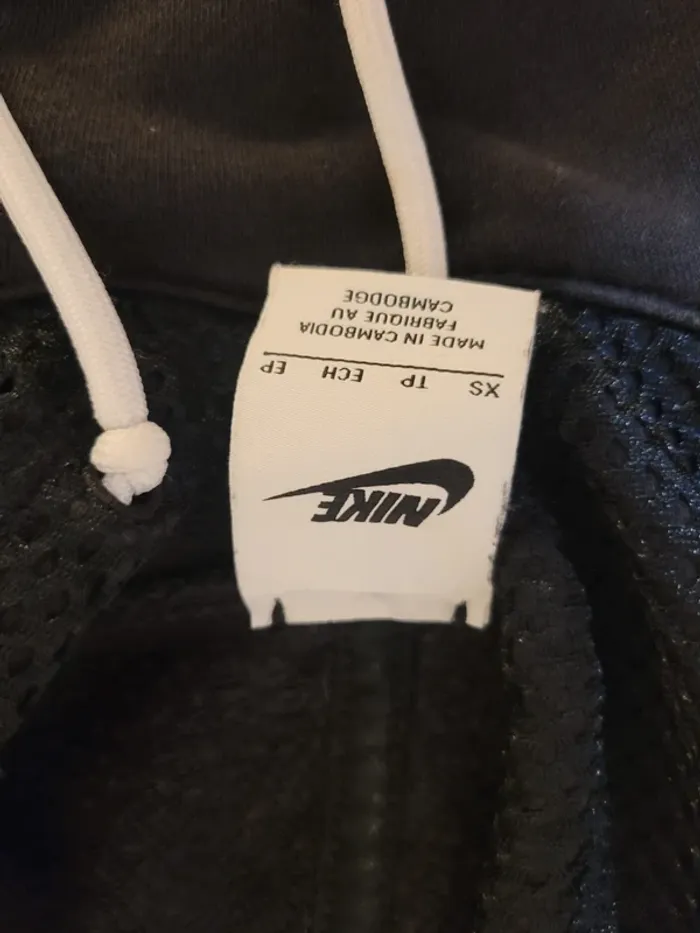 NIKE
XS TP ECH EP
MADE IN CAMBODIA
FABRIQUE AU
CAMBODGE